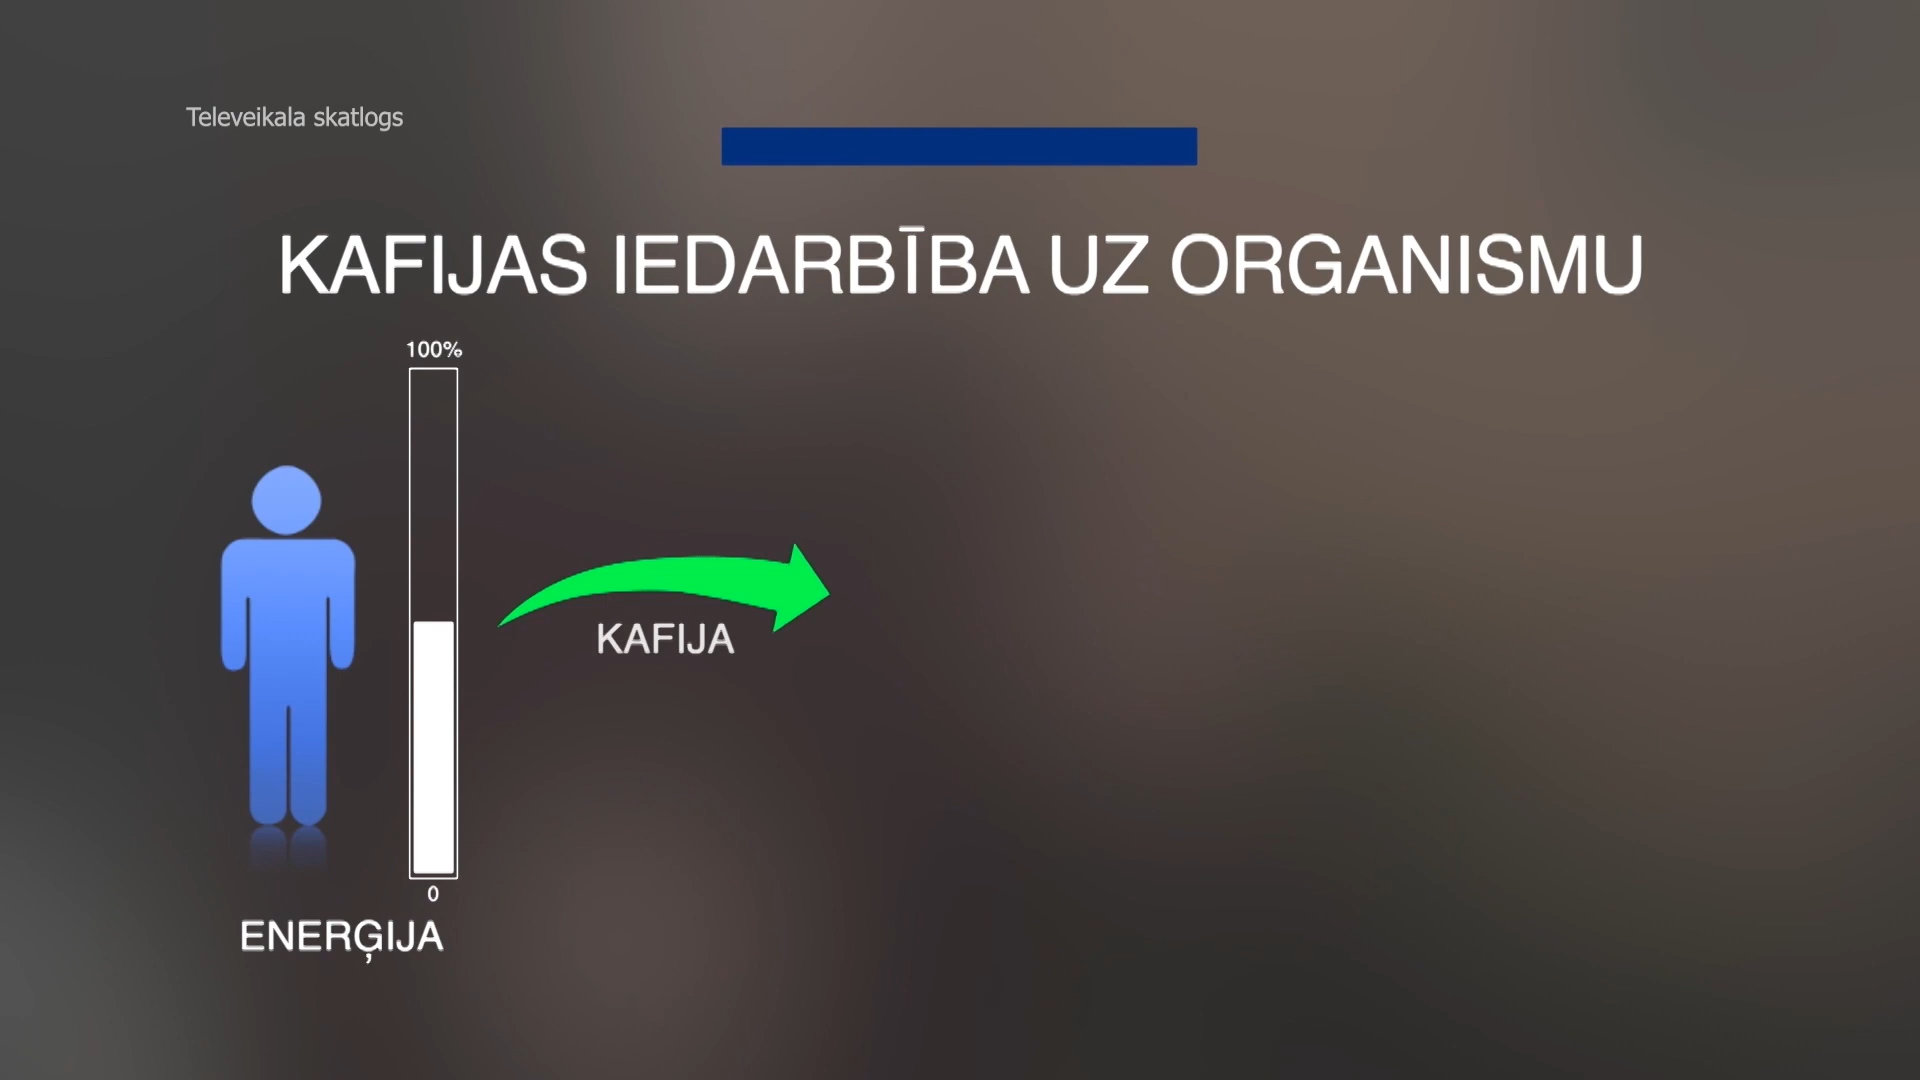 Televeikala skatlogs
KAFIJAS IEDARBĪBA UZ ORGANISMU
100%
KAFIJA
0
ENERĢIJA